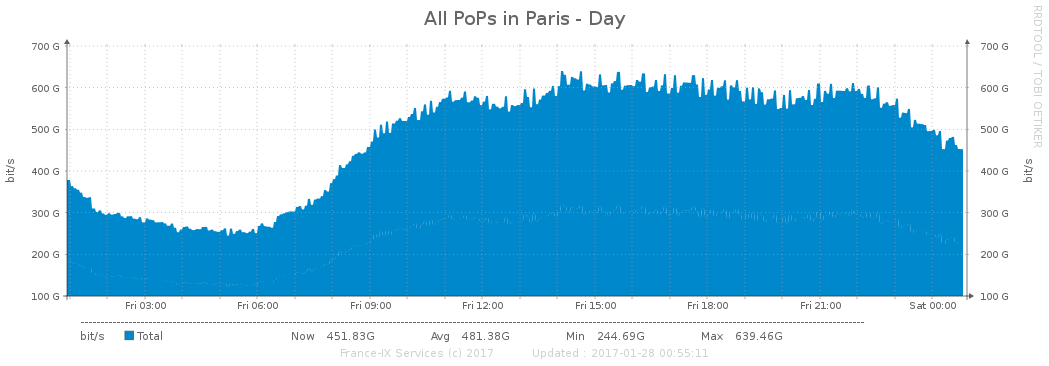 All PoPs in Paris - Day
RRDTOOL / TOBI OETIKER
700 G 700 G
600 G 600 G
500 G 500 G
400 G 400 G
300 G 300 G
200 G 200 G
100 G 100 G
bit/s bit/s
Fri 03:00 Fri 06:00 Fri 09:00 Fri 12:00 Fri 15:00 Fri 18:00 Fri 21:00 Sat 00:00
bit/s Total Now 451.83G Avg 481.38G Min 244.69G Max 639.46G
France-IX Services (c) 2017 Updated : 2017-01-28 00:55:11